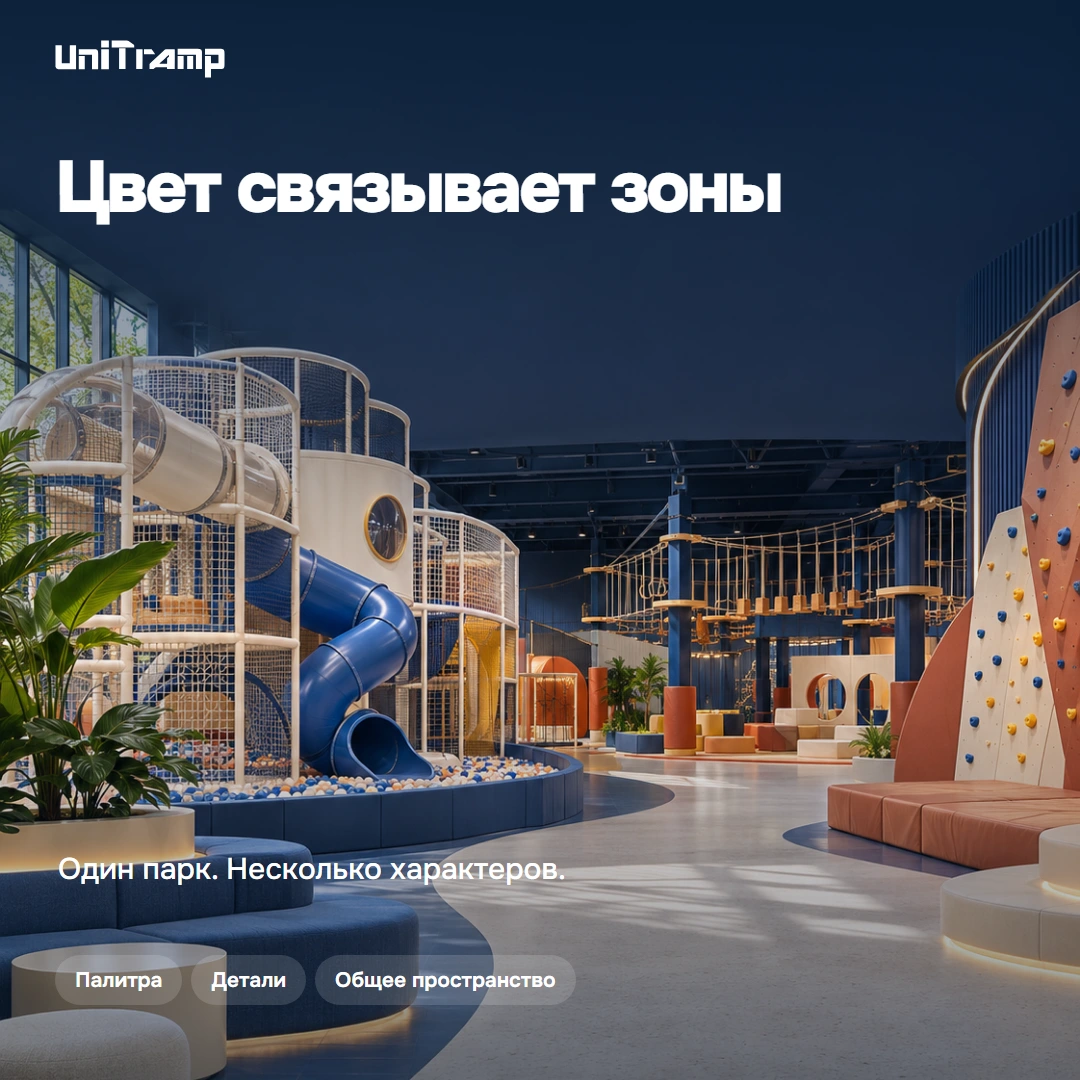 UniTramp
Цвет связывает зоны
Один парк. Несколько характеров.
Палитра
Детали
Общее пространство